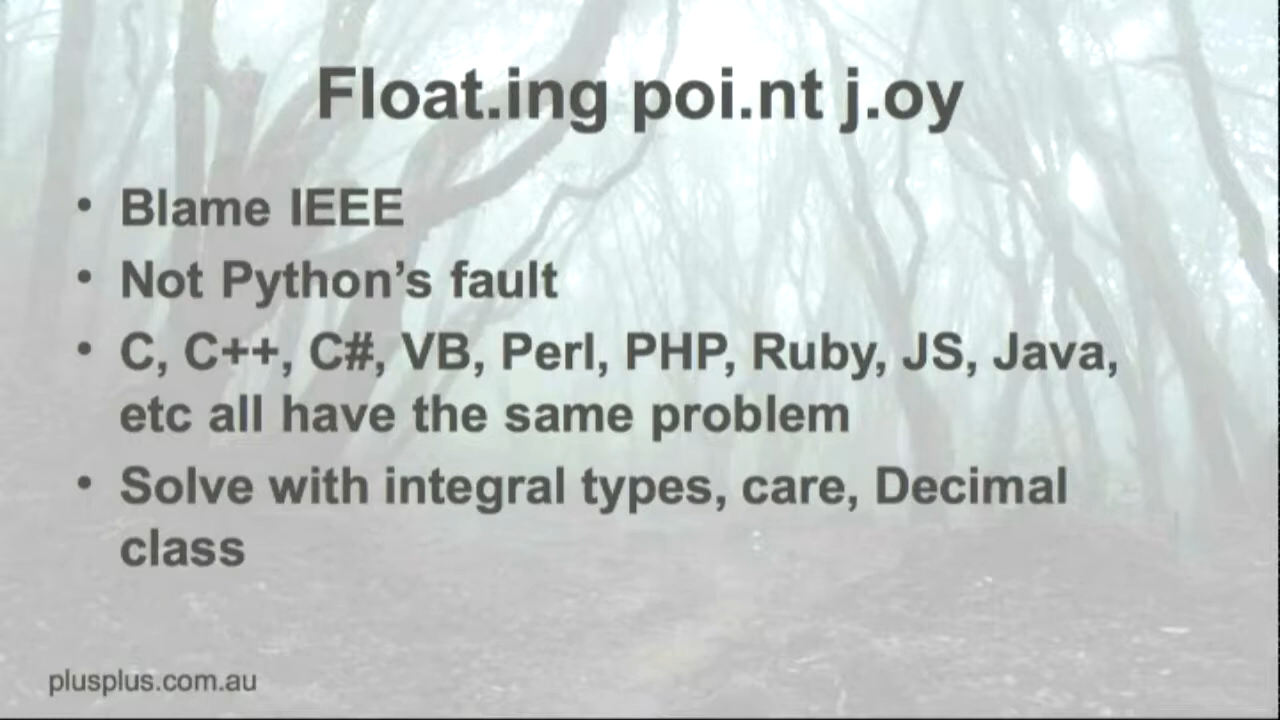 Float.ing poi.nt j.oy
• Blame IEEE
• Not Python’s fault
• C, C++, C#, VB, Perl, PHP, Ruby, JS, Java,
etc all have the same problem
• Solve with integral types, care, Decimal
class
plusplus.com.au